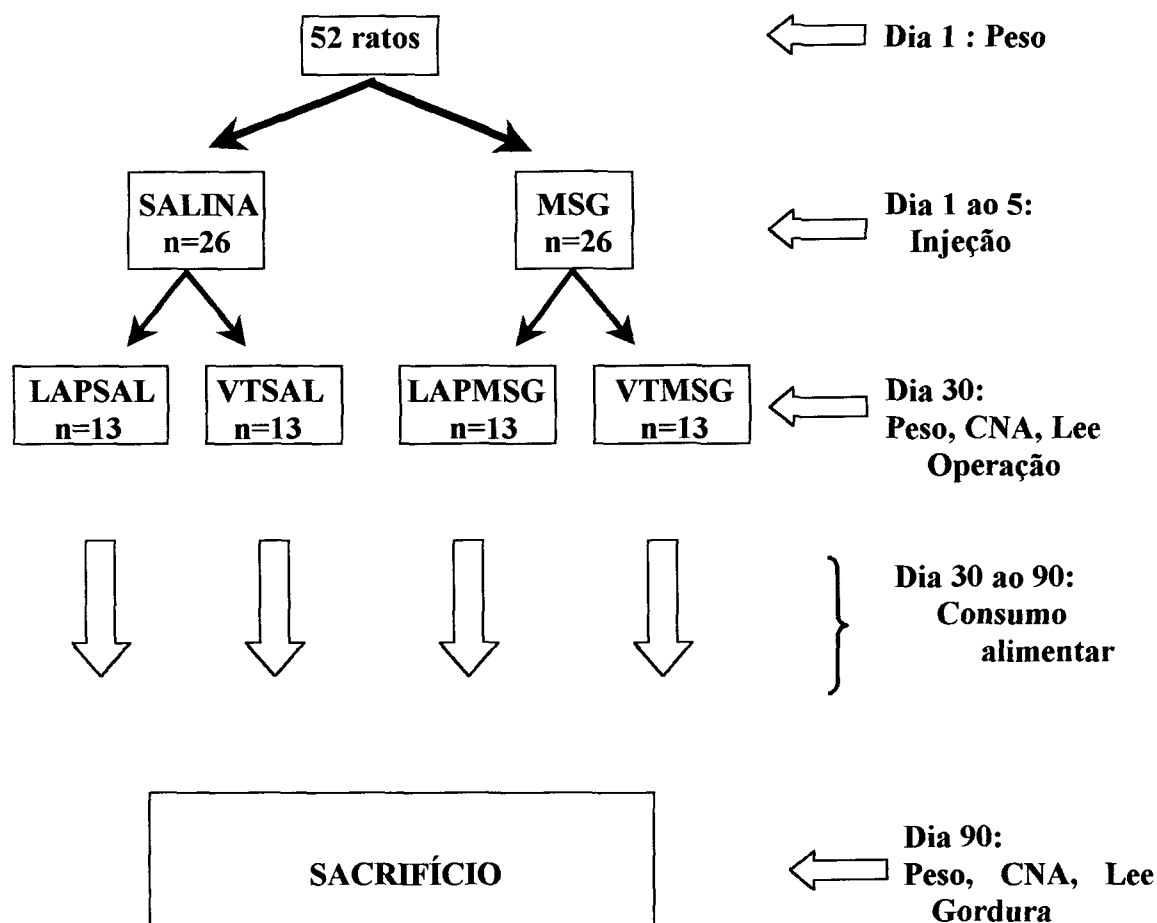 52 ratos
Dia 1 : Peso
SALINA
n=26
MSG
n=26
Dia 1 ao 5:
Injeção
LAPSAL
n=13
VTSAL
n=13
LAPMSG
n=13
VTMSG
n=13
Dia 30:
Peso, CNA, Lee
Operação
Dia 30 ao 90:
Consumo
alimentar
SACRIFÍCIO
Dia 90:
Peso, CNA, Lee
Gordura